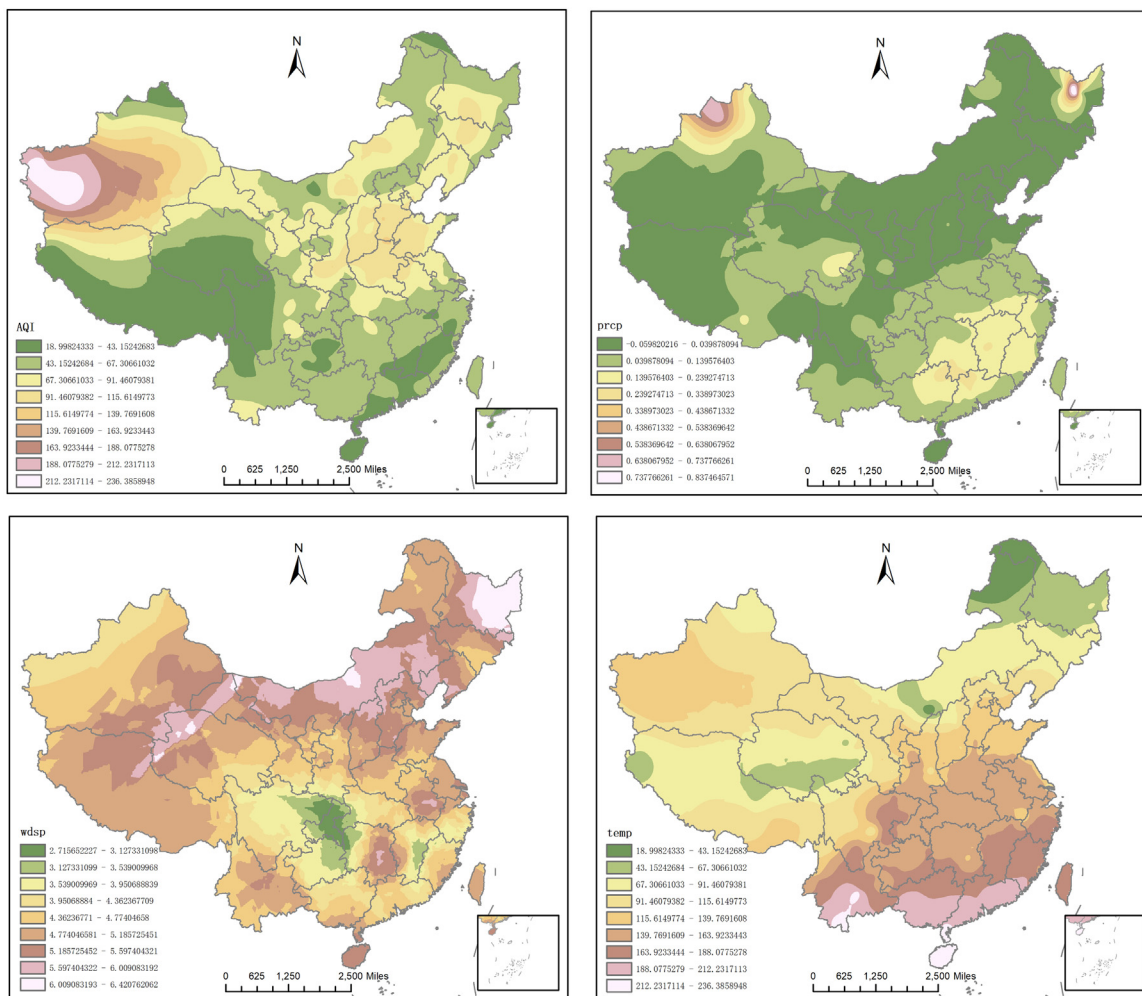 N
AQI
18.99824333 - 43.15242683
43.15242684 - 67.30661032
67.30661033 - 91.46079381
91.46079382 - 115.6149773
115.6149774 - 139.7691608
139.7691609 - 163.9233443
163.9233444 - 188.0775278
188.0775279 - 212.2317113
212.2317114 - 236.3858948
0 625 1,250 2,500 Miles
N
prcp
-0.059820216 - 0.039878094
0.039878094 - 0.139576403
0.139576403 - 0.239274713
0.239274713 - 0.338973023
0.338973023 - 0.438671332
0.438671332 - 0.538369642
0.538369642 - 0.638067952
0.638067952 - 0.737766261
0.737766261 - 0.837464571
0 625 1,250 2,500 Miles
N
wdsp
2.715652227 - 3.127331098
3.127331099 - 3.539009968
3.539009969 - 3.950688839
3.95068884 - 4.362367709
4.36236771 - 4.77404658
4.774046581 - 5.185725451
5.185725452 - 5.597404321
5.597404322 - 6.009083192
6.009083193 - 6.420762062
0 625 1,250 2,500 Miles
N
temp
18.99824333 - 43.15242683
43.15242684 - 67.30661032
67.30661033 - 91.46079381
91.46079382 - 115.6149773
115.6149774 - 139.7691608
139.7691609 - 163.9233443
163.9233444 - 188.0775278
188.0775279 - 212.2317113
212.2317114 - 236.3858948
0 625 1,250 2,500 Miles